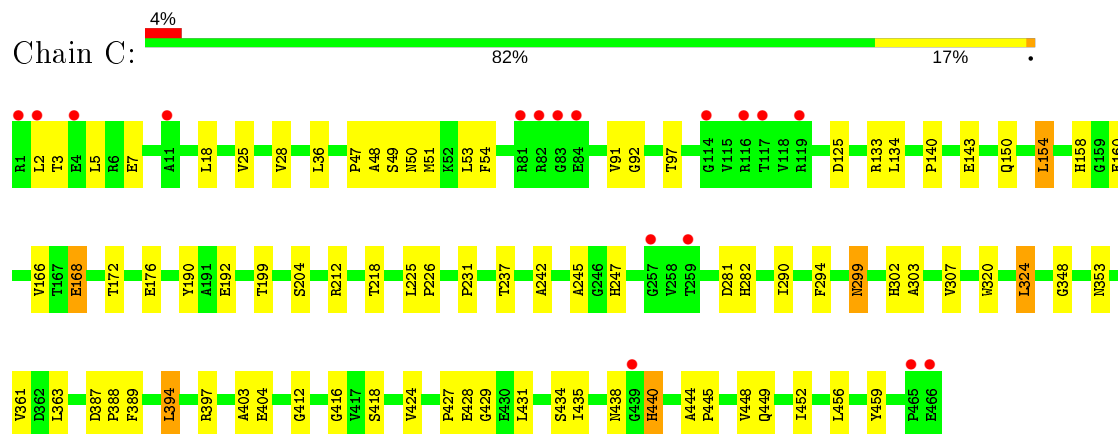 4%
Chain C:
82% 17% •
R1 L2 T3 E4 L5 R6 E7 A11 L18 V25 V28 L36 P47 A48 S49 N50 M51 K52 L53 F54 R81 R82 G83 E84 V91 G92 T97 G114 V115 R116 T117 V118 R119 D125 R133 L134 P140 E143 Q150 L154 H158 G159
V166 T167 E168 T172 E176 Y190 A191 E192 T199 S204 R212 T218 L225 P226 P231 T237 A242 A245 G246 H247 G257 V258 T259 D281 H282 I290 F294 N299 H302 A303 V307 W320 L324 G348 N353
V361 D362 L363 D387 P388 F389 L394 R397 A403 E404 G412 G416 V417 S418 V424 P427 E428 G429 E430 L431 S434 I435 N438 G439 H440 A444 P445 V448 Q449 I452 L456 Y459 P465 E466